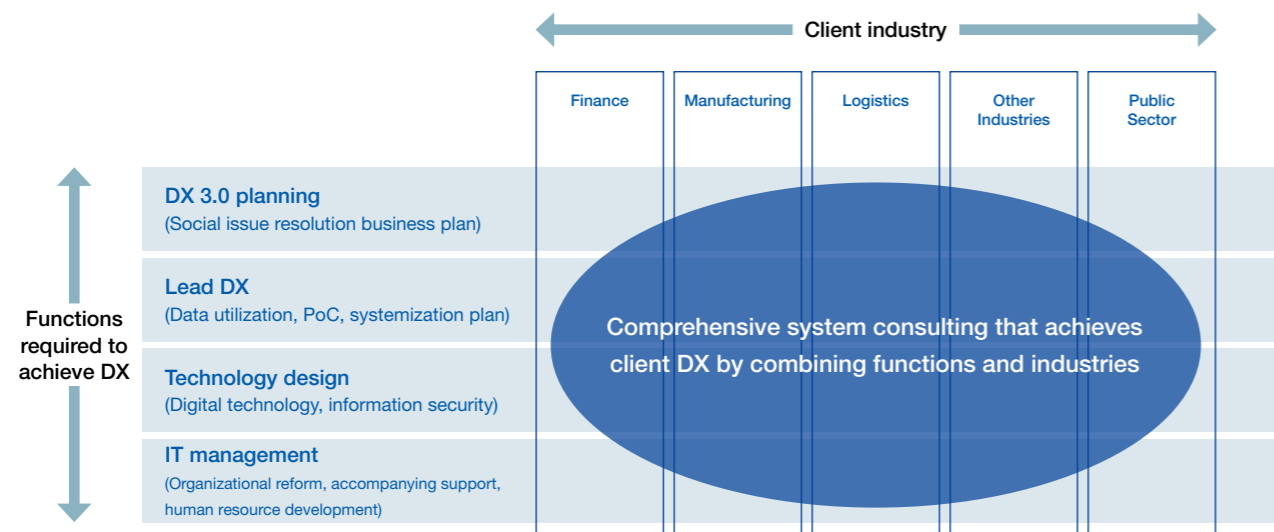 Client industry
Finance
Manufacturing
Logistics
Other
Industries
Public
Sector
Functions
required to
achieve DX
DX 3.0 planning
(Social issue resolution business plan)
Lead DX
(Data utilization, PoC, systemization plan)
Technology design
(Digital technology, information security)
IT management
(Organizational reform, accompanying support,
human resource development)
Comprehensive system consulting that achieves
client DX by combining functions and industries